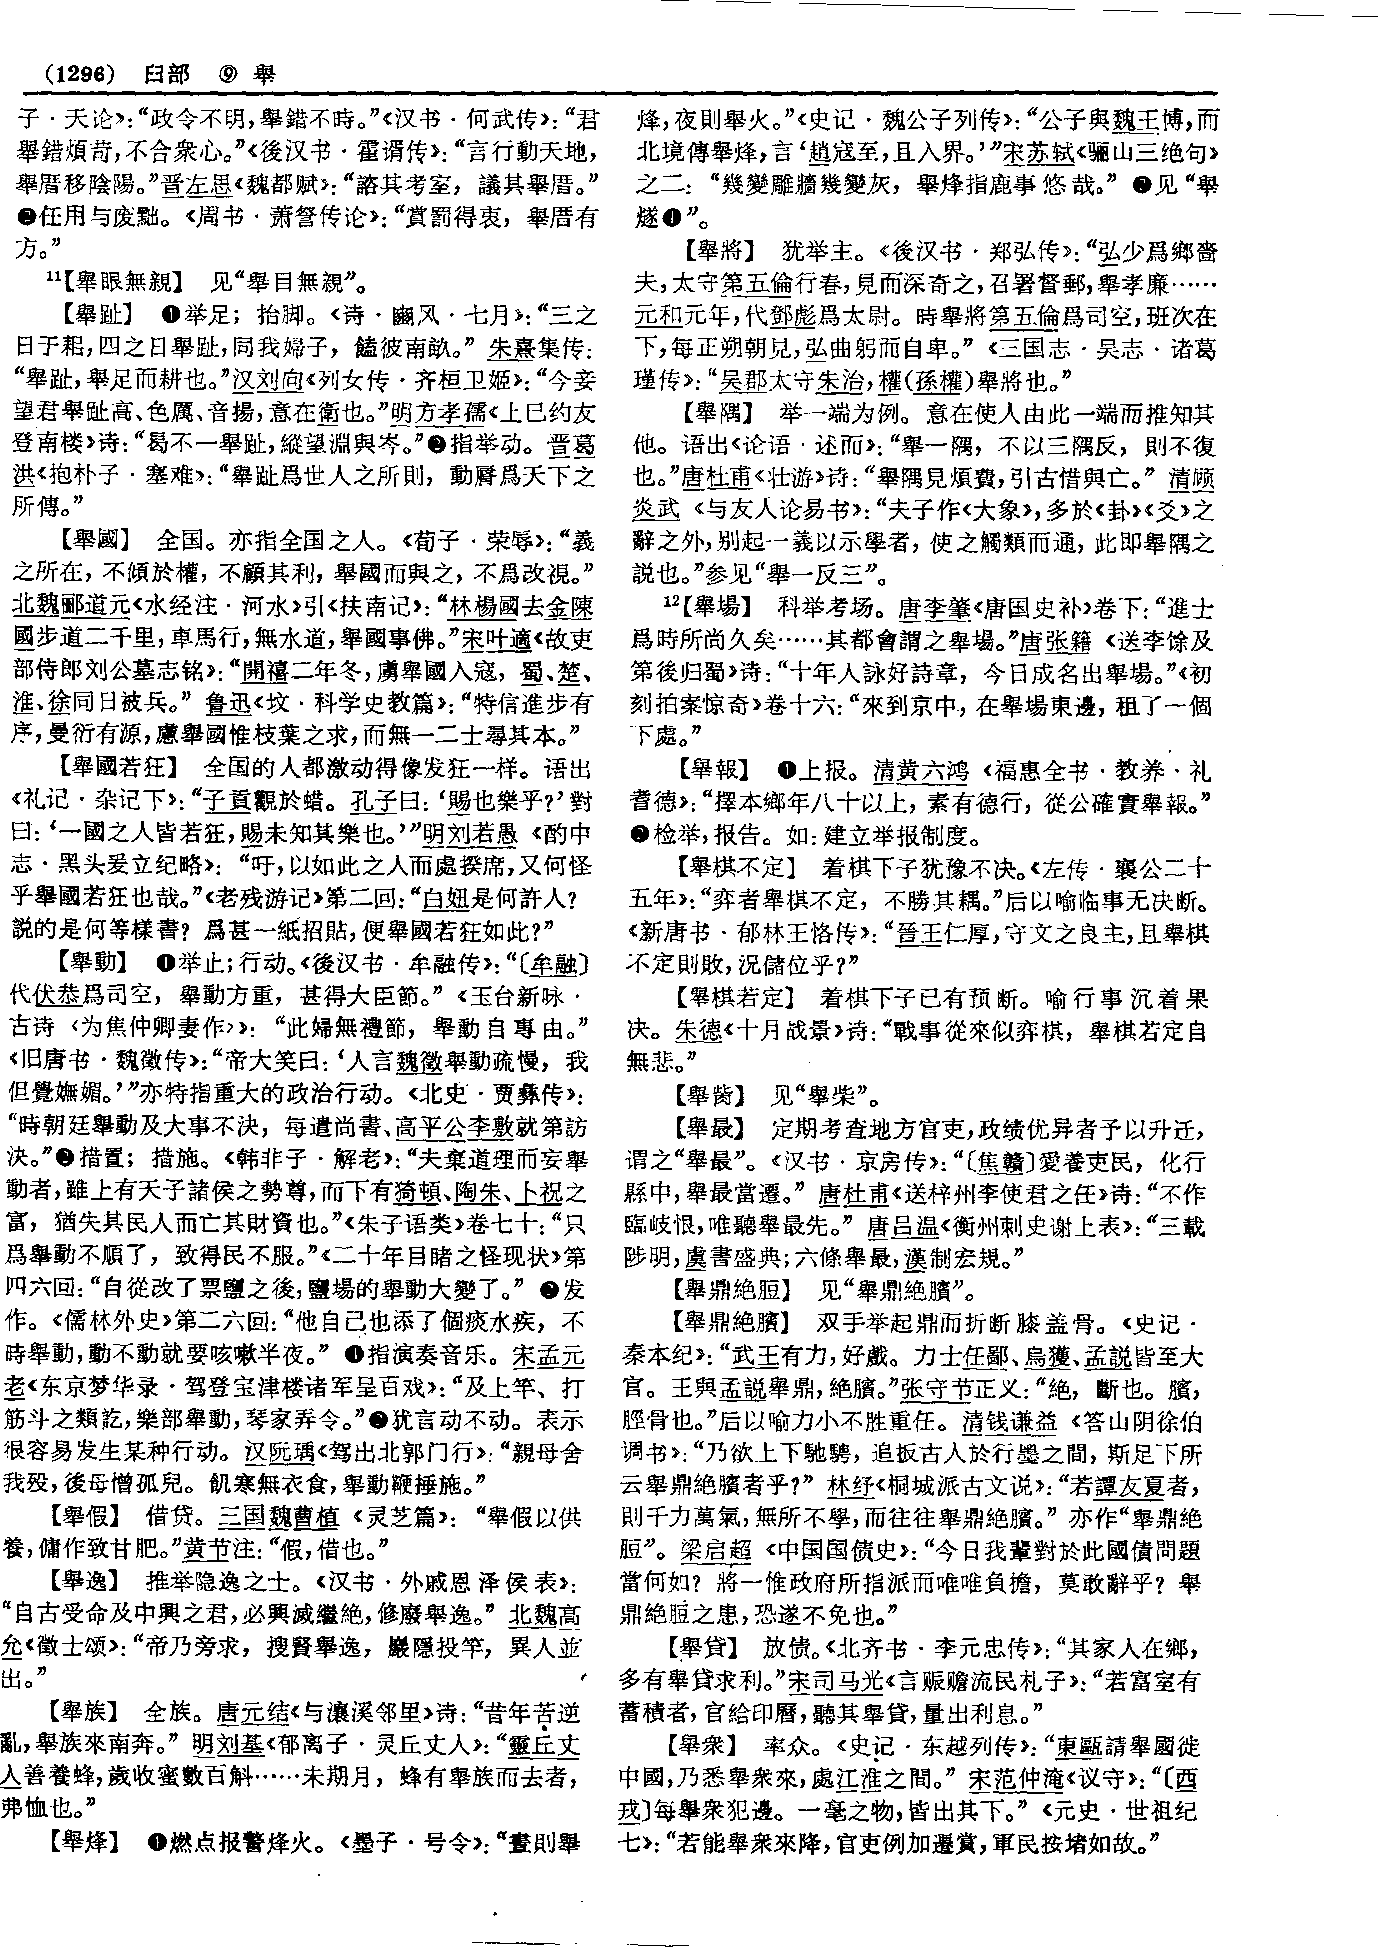 (1296) 臼部 ⑨ 舉
子·天论》：“政令不明，舉錯不時。”《汉书·何武传》：“君
舉錯煩苛，不合衆心。”《後汉书·霍谞传》：“言行動天地，
舉厝移陰陽。”晋左思《魏都赋》：“諮其考室，議其舉厝。”
❷任用与废黜。《周书·萧詧传论》：“賞罰得衷，舉厝有
方。”
11【舉眼無親】 见“舉目無親”。
【舉趾】 ❶举足；抬脚。《诗·豳风·七月》：“三之
日于耜，四之日舉趾，同我婦子，饁彼南畝。” 朱熹集传：
“舉趾，舉足而耕也。”汉刘向《列女传·齐桓卫姬》：“今妾
望君舉趾高、色厲、音揚，意在衛也。”明方孝孺《上巳约友
登南楼》诗：“曷不一舉趾，縱望淵與岑。”❷指举动。晋葛
洪《抱朴子·塞难》：“舉趾爲世人之所則，動脣爲天下之
所傳。”
【舉國】 全国。亦指全国之人。《荀子·荣辱》：“義
之所在，不傾於權，不顧其利，舉國而與之，不爲改視。”
北魏郦道元《水经注·河水》引《扶南记》：“林楊國去金陳
國步道二千里，車馬行，無水道，舉國事佛。”宋叶適《故吏
部侍郎刘公墓志铭》：“開禧二年冬，虜舉國入寇，蜀、楚、
淮、徐同日被兵。” 鲁迅《坟·科学史教篇》：“特信進步有
序，曼衍有源，慮舉國惟枝葉之求，而無一二士尋其本。”
【舉國若狂】 全国的人都激动得像发狂一样。语出
《礼记·杂记下》：“子貢觀於蜡。孔子曰：‘賜也樂乎？’對
曰：‘一國之人皆若狂，賜未知其樂也。’”明刘若愚 《酌中
志·黑头爰立纪略》： “吁，以如此之人而處揆席，又何怪
乎舉國若狂也哉。”《老残游记》第二回：“白妞是何許人？
説的是何等樣書？爲甚一紙招貼，便舉國若狂如此？”
【舉動】 ❶举止；行动。《後汉书·牟融传》：“〔牟融〕
代伏恭爲司空，舉動方重，甚得大臣節。”《玉台新咏·
古诗〈为焦仲卿妻作〉》：“此婦無禮節，舉動自專由。”
《旧唐书·魏徵传》：“帝大笑曰：‘人言魏徵舉動疏慢，我
但覺嫵媚。’”亦特指重大的政治行动。《北史·贾彝传》：
“時朝廷舉動及大事不決，每遣尚書、高平公李敷就第訪
決。”❷措置；措施。《韩非子·解老》：“夫棄道理而妄舉
動者，雖上有天子諸侯之勢尊，而下有猗頓、陶朱、卜祝之
富，猶失其民人而亡其財資也。”《朱子语类》卷七十：“只
爲舉動不順了，致得民不服。”《二十年目睹之怪现状》第
四六回：“自從改了票鹽之後，鹽場的舉動大變了。” ❸发
作。《儒林外史》第二六回：“他自己也添了個痰水疾，不
時舉動，動不動就要咳嗽半夜。” ❹指演奏音乐。宋孟元
老《东京梦华录·驾登宝津楼诸军呈百戏》：“及上竿、打
筋斗之類訖，樂部舉動，琴家弄令。”❺犹言动不动。表示
很容易发生某种行动。汉阮瑀《驾出北郭门行》：“親母舍
我殁，後母憎孤兒。飢寒無衣食，舉動鞭捶施。”
【舉假】 借贷。三国魏曹植 《灵芝篇》：“舉假以供
養，傭作致甘肥。”黄节注：“假，借也。”
【舉逸】 推举隐逸之士。《汉书·外戚恩泽侯表》：
“自古受命及中興之君，必興滅繼絶，修廢舉逸。” 北魏高
允《徵士颂》：“帝乃旁求，搜賢舉逸，巖隱投竿，異人並
出。”
【舉族】 全族。唐元结《与瀼溪邻里》诗：“昔年苦逆
亂，舉族來南奔。” 明刘基《郁离子·灵丘丈人》：“靈丘丈
人善養蜂，歲收蜜數百斛……未期月，蜂有舉族而去者，
弗恤也。”
【舉烽】 ❶燃点报警烽火。《墨子·号令》：“晝則舉
烽，夜則舉火。”《史记·魏公子列传》：“公子與魏王博，而
北境傳舉烽，言‘趙寇至，且入界。’”宋苏轼《骊山三绝句》
之二：“幾變雕牆幾變灰，舉烽指鹿事悠哉。” ❷见“舉
燧❶”。
【舉將】 犹举主。《後汉书·郑弘传》：“弘少爲鄉嗇
夫，太守第五倫行春，見而深奇之，召署督郵，舉孝廉……
元和元年，代鄧彪爲太尉。時舉將第五倫爲司空，班次在
下，每正朔朝見，弘曲躬而自卑。”《三国志·吴志·诸葛
瑾传》：“吴郡太守朱治，權（孫權）舉將也。”
【舉隅】 举一端为例。意在使人由此一端而推知其
他。语出《论语·述而》：“舉一隅，不以三隅反，則不復
也。”唐杜甫《壮游》诗：“舉隅見煩費，引古惜興亡。” 清顾
炎武 《与友人论易书》：“夫子作《大象》，多於《卦》《爻》之
辭之外，别起一義以示學者，使之觸類而通，此即舉隅之
説也。”参见“舉一反三”。
12【舉場】 科举考场。唐李肇《唐国史补》卷下：“進士
爲時所尚久矣……其都會謂之舉場。”唐张籍 《送李馀及
第後归蜀》诗：“十年人詠好詩章，今日成名出舉場。”《初
刻拍案惊奇》卷十六：“來到京中，在舉場東邊，租了一個
下處。”
【舉報】 ❶上报。清黄六鸿 《福惠全书·教养·礼
耆德》：“擇本鄉年八十以上，素有德行，從公確實舉報。”
❷检举，报告。如：建立举报制度。
【舉棋不定】 着棋下子犹豫不决。《左传·襄公二十
五年》：“弈者舉棋不定，不勝其耦。”后以喻临事无决断。
《新唐书·郁林王恪传》：“晉王仁厚，守文之良主，且舉棋
不定則敗，況儲位乎？”
【舉棋若定】 着棋下子已有预断。喻行事沉着果
决。朱德《十月战景》诗：“戰事從來似弈棋，舉棋若定自
無悲。”
【舉胔】 见“舉柴”。
【舉最】 定期考查地方官吏，政绩优异者予以升迁，
谓之“舉最”。《汉书·京房传》：“〔焦贛〕愛養吏民，化行
縣中，舉最當遷。” 唐杜甫《送梓州李使君之任》诗：“不作
臨岐恨，唯聽舉最先。” 唐吕温《衡州刺史谢上表》：“三載
陟明，虞書盛典；六條舉最，漢制宏規。”
【舉鼎絶脰】 见“舉鼎絶臏”。
【舉鼎絶臏】 双手举起鼎而折断膝盖骨。《史记·
秦本纪》：“武王有力，好戲。力士任鄙、烏獲、孟説皆至大
官。王與孟説舉鼎，絶臏。”张守节正义：“絶，斷也。臏，
脛骨也。”后以喻力小不胜重任。清钱谦益 《答山阴徐伯
调书》：“乃欲上下馳騁，追扳古人於行墨之間，斯足下所
云舉鼎絶臏者乎？” 林纾《桐城派古文说》：“若譚友夏者，
則千力萬氣，無所不學，而往往舉鼎絶臏。” 亦作“舉鼎絶
脰”。梁启超 《中国国债史》：“今日我輩對於此國債問題
當何如？將一惟政府所指派而唯唯負擔，莫敢辭乎？舉
鼎絶脰之患，恐遂不免也。”
【舉貸】 放债。《北齐书·李元忠传》：“其家人在鄉，
多有舉貸求利。”宋司马光《言赈赡流民札子》：“若富室有
蓄積者，官給印曆，聽其舉貸，量出利息。”
【舉衆】 率众。《史记·东越列传》：“東甌請舉國徙
中國，乃悉舉衆來，處江淮之間。” 宋范仲淹《议守》：“〔西
戎〕每舉衆犯邊。一毫之物，皆出其下。” 《元史·世祖纪
七》：“若能舉衆來降，官吏例加遷賞，軍民按堵如故。”